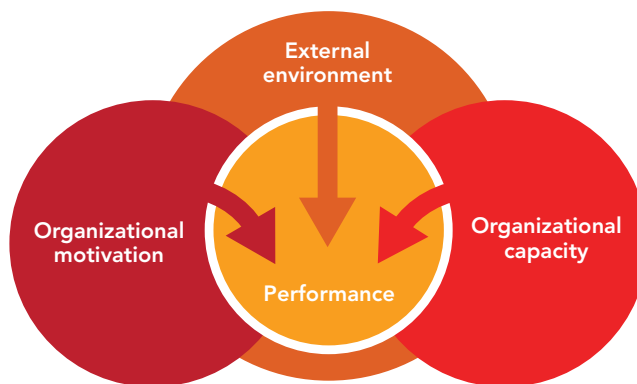 External
environment
Organizational
motivation
Organizational
capacity
Performance